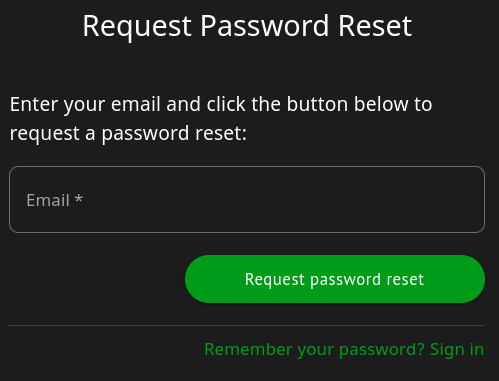 Request Password Reset
Enter your email and click the button below to
request a password reset:
Email *
Request password reset
Remember your password? Sign in